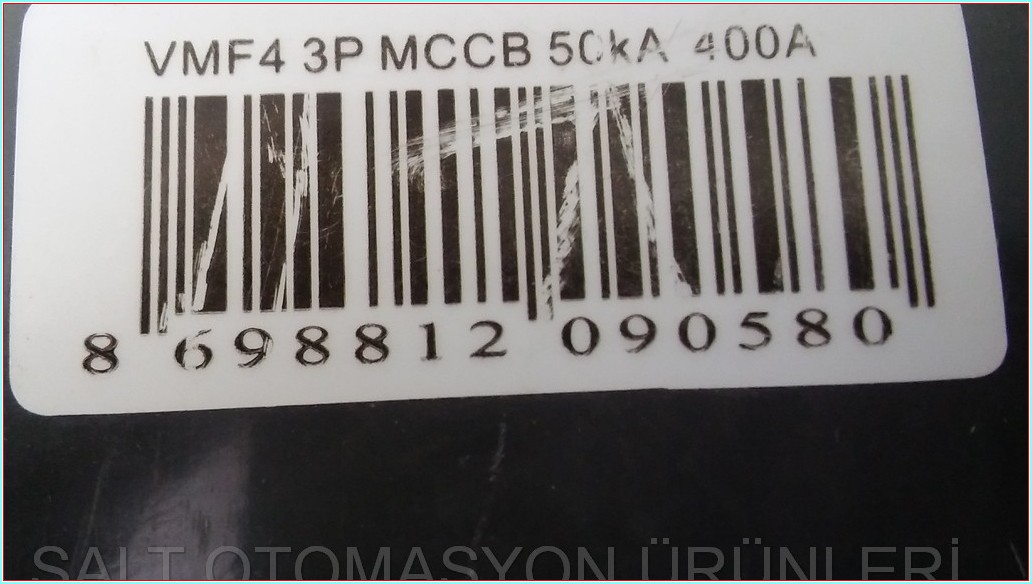 VMF4 3P MCCB 50kA 400A
8 698812 090580
SALT OTOMASYON ÜRÜNLERİ